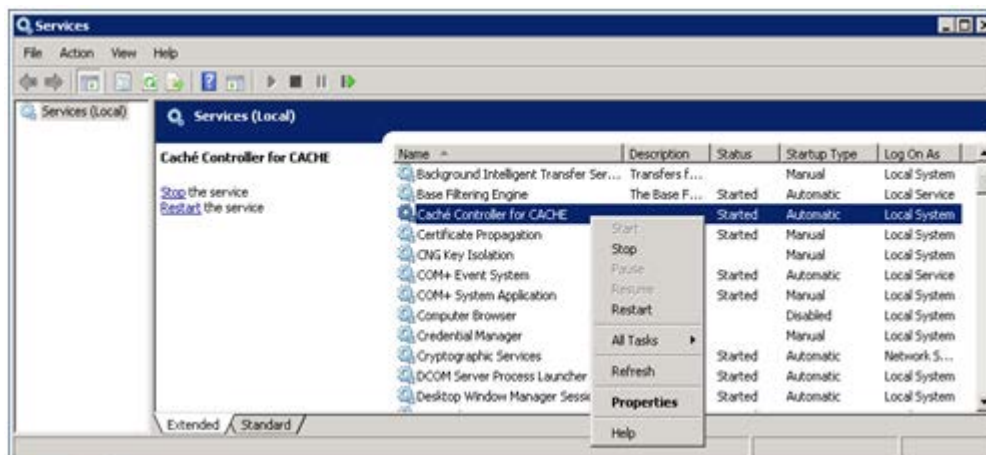 Services
File Action View Help
Services (Local)
Services (Local)
Caché Controller for CACHE
Stop the service
Restart the service
Name Description Status Startup Type Log On As
Background Intelligent Transfer Ser... Transfers f... Manual Local System
Base Filtering Engine The Base F... Started Automatic Local Service
Caché Controller for CACHE Started Automatic Local System
Certificate Propagation Started Manual Local System
CNG Key Isolation Manual Local System
COM+ Event System Started Automatic Local Service
COM+ System Application Started Manual Local System
Computer Browser Disabled Local System
Credential Manager Manual Local System
Cryptographic Services Started Automatic Network S...
DCOM Server Process Launcher Started Automatic Local System
Desktop Window Manager Sessi Started Automatic Local System
Start
Stop
Pause
Resume
Restart
All Tasks
Refresh
Properties
Help
Extended Standard